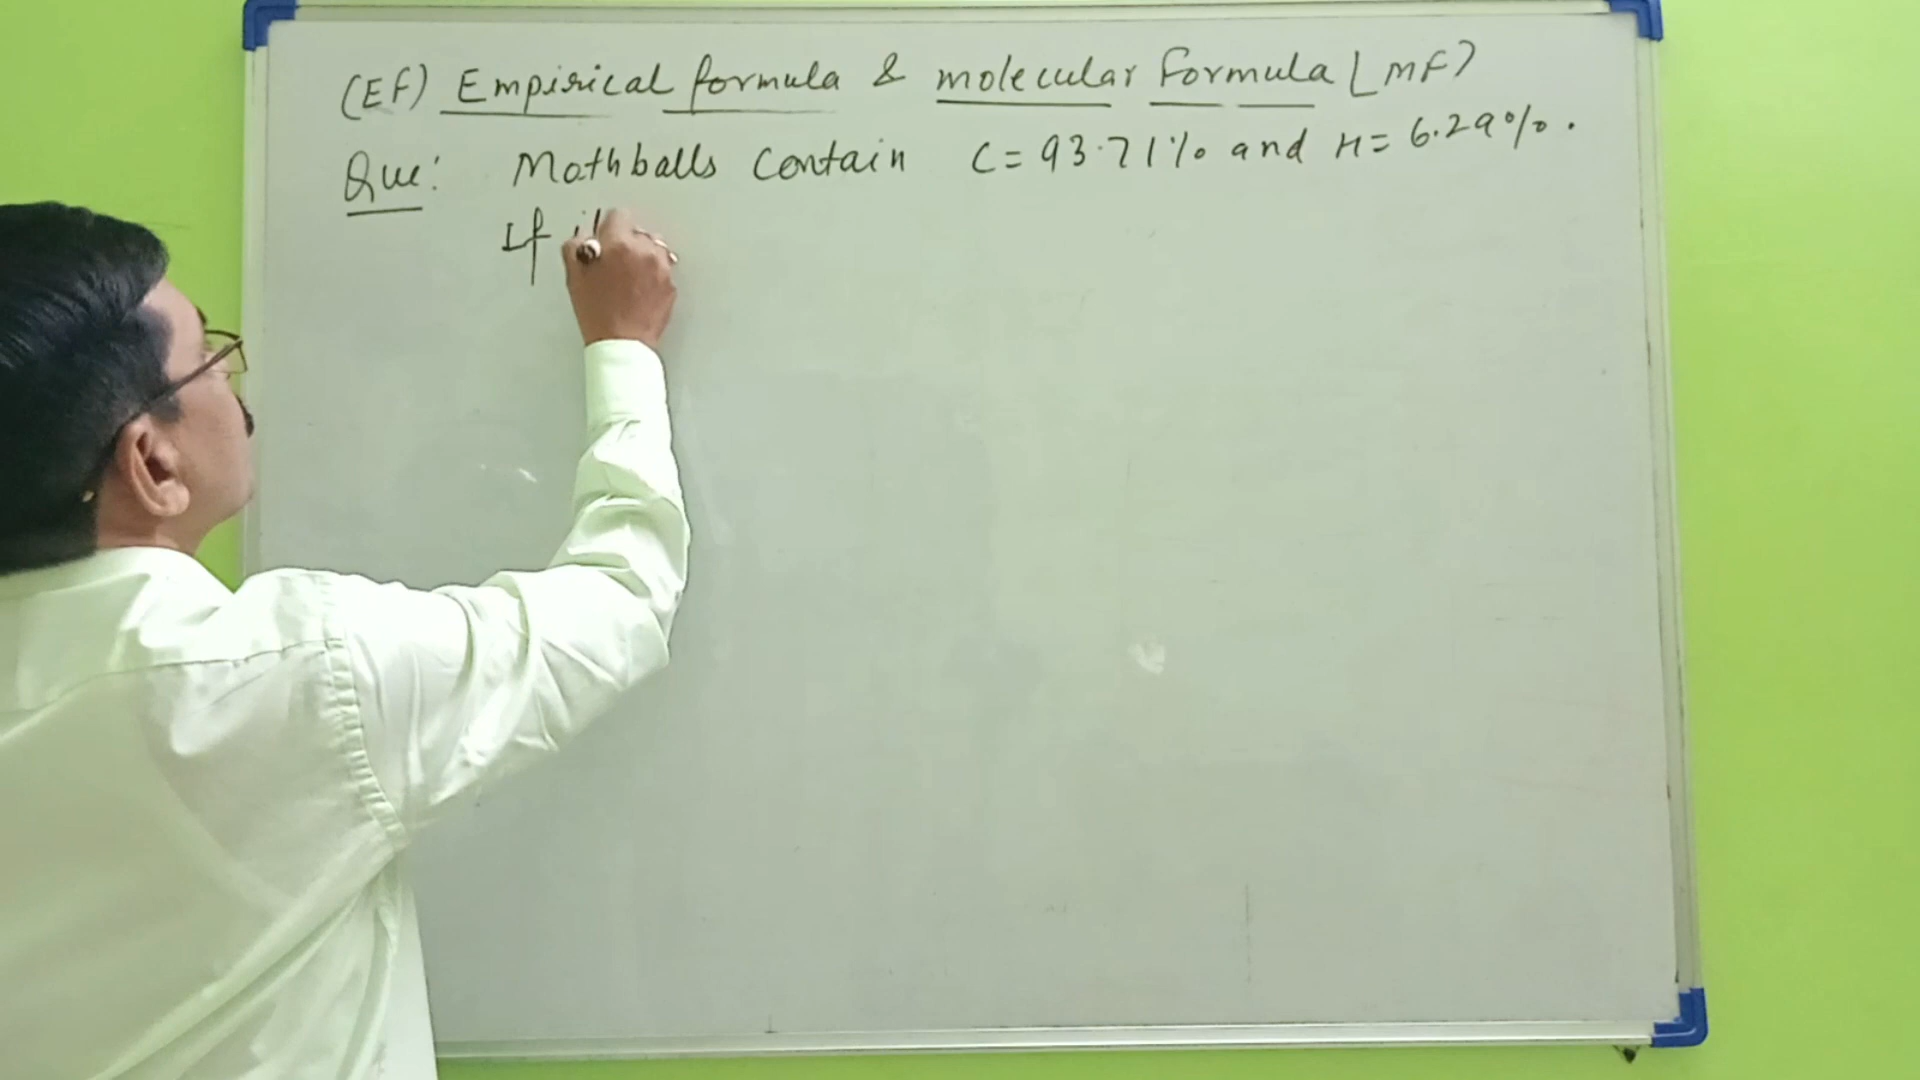 (EF) Empirical formula & molecular formula (MF)
Que: Mothballs contain C = 93.71% and H = 6.29%.
If